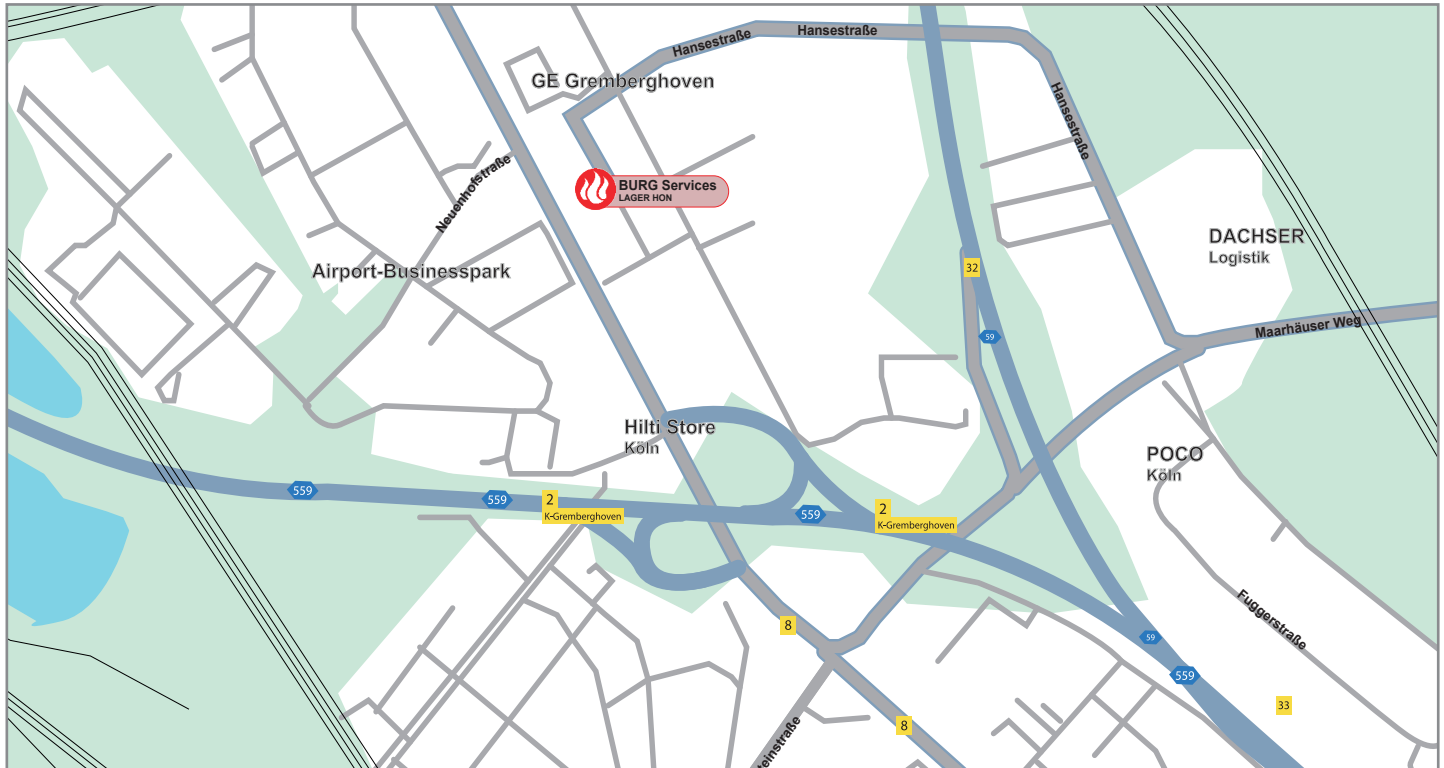 Hansestraße
Hansestraße
GE Gremberghoven
Hansestraße
Neuenhofstraße
BURG Services
LAGER HON
DACHSER
Logistik
Airport-Businesspark
32
59
Maarhäuser Weg
Hilti Store
Köln
POCO
Köln
559
559
2
K-Gremberghoven
559
2
K-Gremberghoven
Fuggerstraße
8
59
559
33
8
teinstraße